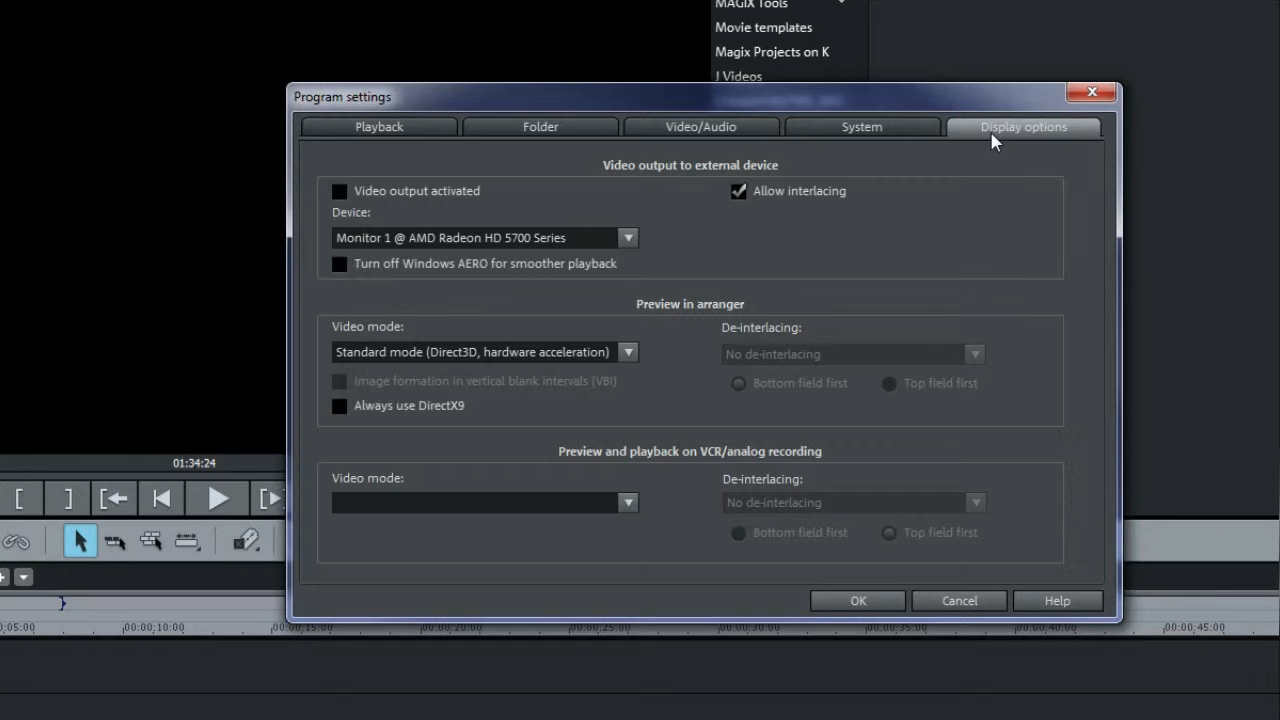 MAGIX Tools
Movie templates
Magix Projects on K
J Videos
Program settings
Playback
Folder
Video/Audio
System
Display options
Video output to external device
Video output activated
Allow interlacing
Device:
Monitor 1 @ AMD Radeon HD 5700 Series
Turn off Windows AERO for smoother playback
Preview in arranger
Video mode:
De-interlacing:
Standard mode (Direct3D, hardware acceleration)
No de-interlacing
Image formation in vertical blank intervals (VBI)
Bottom field first
Top field first
Always use DirectX9
Preview and playback on VCR/analog recording
Video mode:
De-interlacing:
No de-interlacing
Bottom field first
Top field first
01:34:24
OK
Cancel
Help
:05:00
00:00:10:00
00:00:15:00
00:00:20:00
00:00:25:00
00:00:30:00
00:00:35:00
00:00:40:00
00:00:45:00